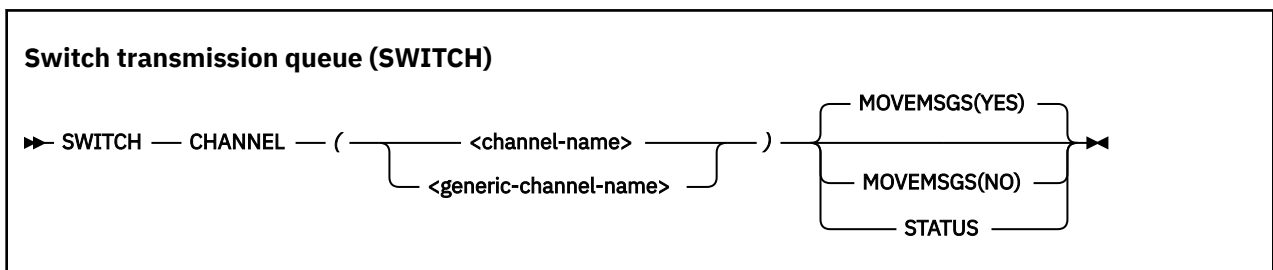 Switch transmission queue (SWITCH)
MOVEMSGS(YES)
SWITCH CHANNEL ( <channel-name> )
<generic-channel-name> MOVEMSGS(NO)
STATUS